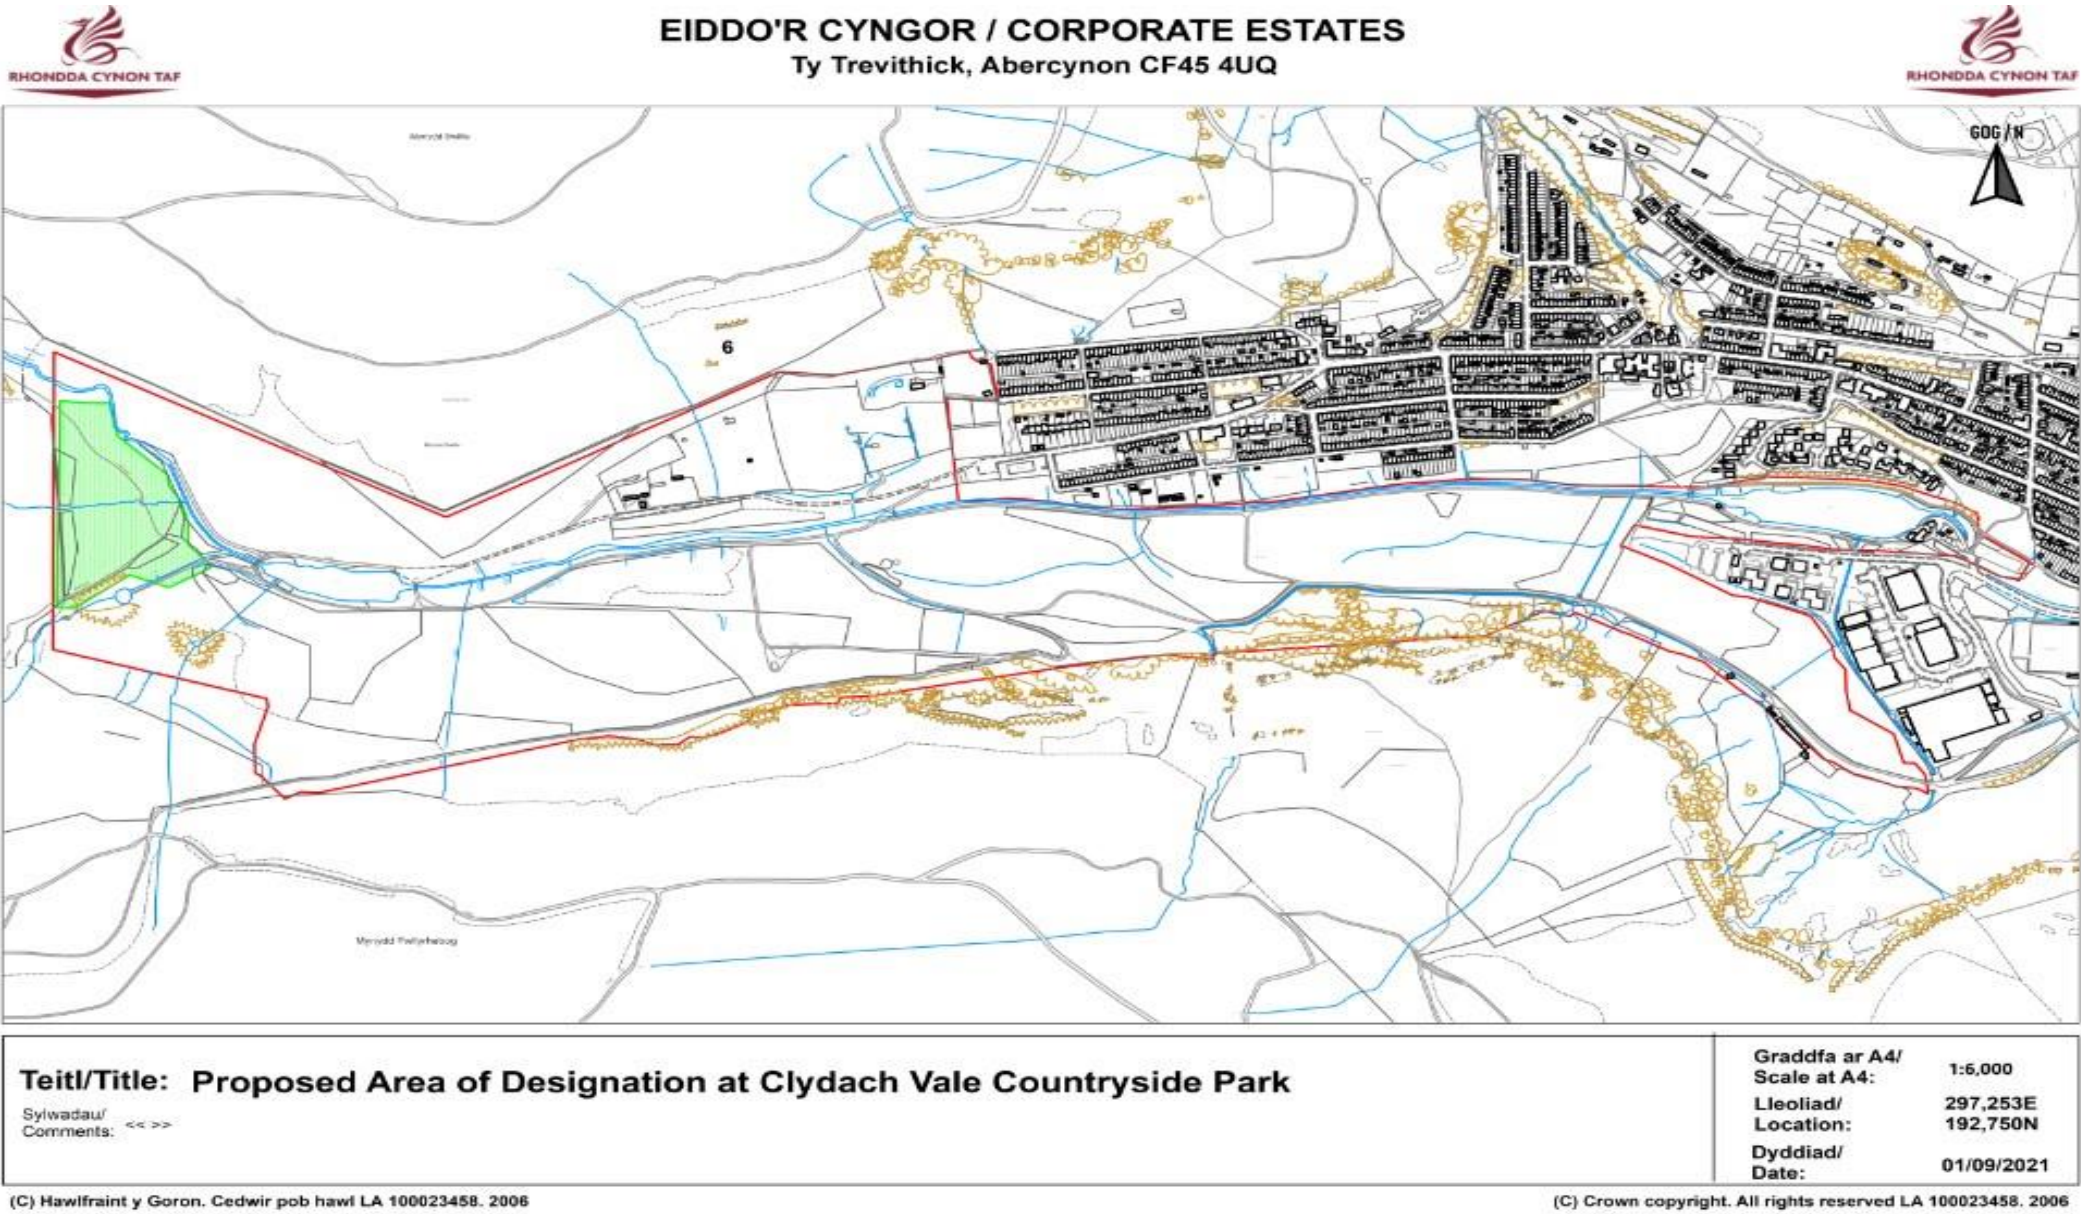 RHONDDA CYNON TAF
EIDDO'R CYNGOR / CORPORATE ESTATES
Ty Trevithick, Abercynon CF45 4UQ
RHONDDA CYNON TAF
GOG / N
6
Teitl/Title: Proposed Area of Designation at Clydach Vale Countryside Park
Sylwadau/
Comments: << >>
Graddfa ar A4/
Scale at A4: 1:6,000
Lleoliad/ 297,253E
Location: 192,750N
Dyddiad/
Date: 01/09/2021
(C) Hawlfraint y Goron. Cedwir pob hawl LA 100023458. 2006
(C) Crown copyright. All rights reserved LA 100023458. 2006